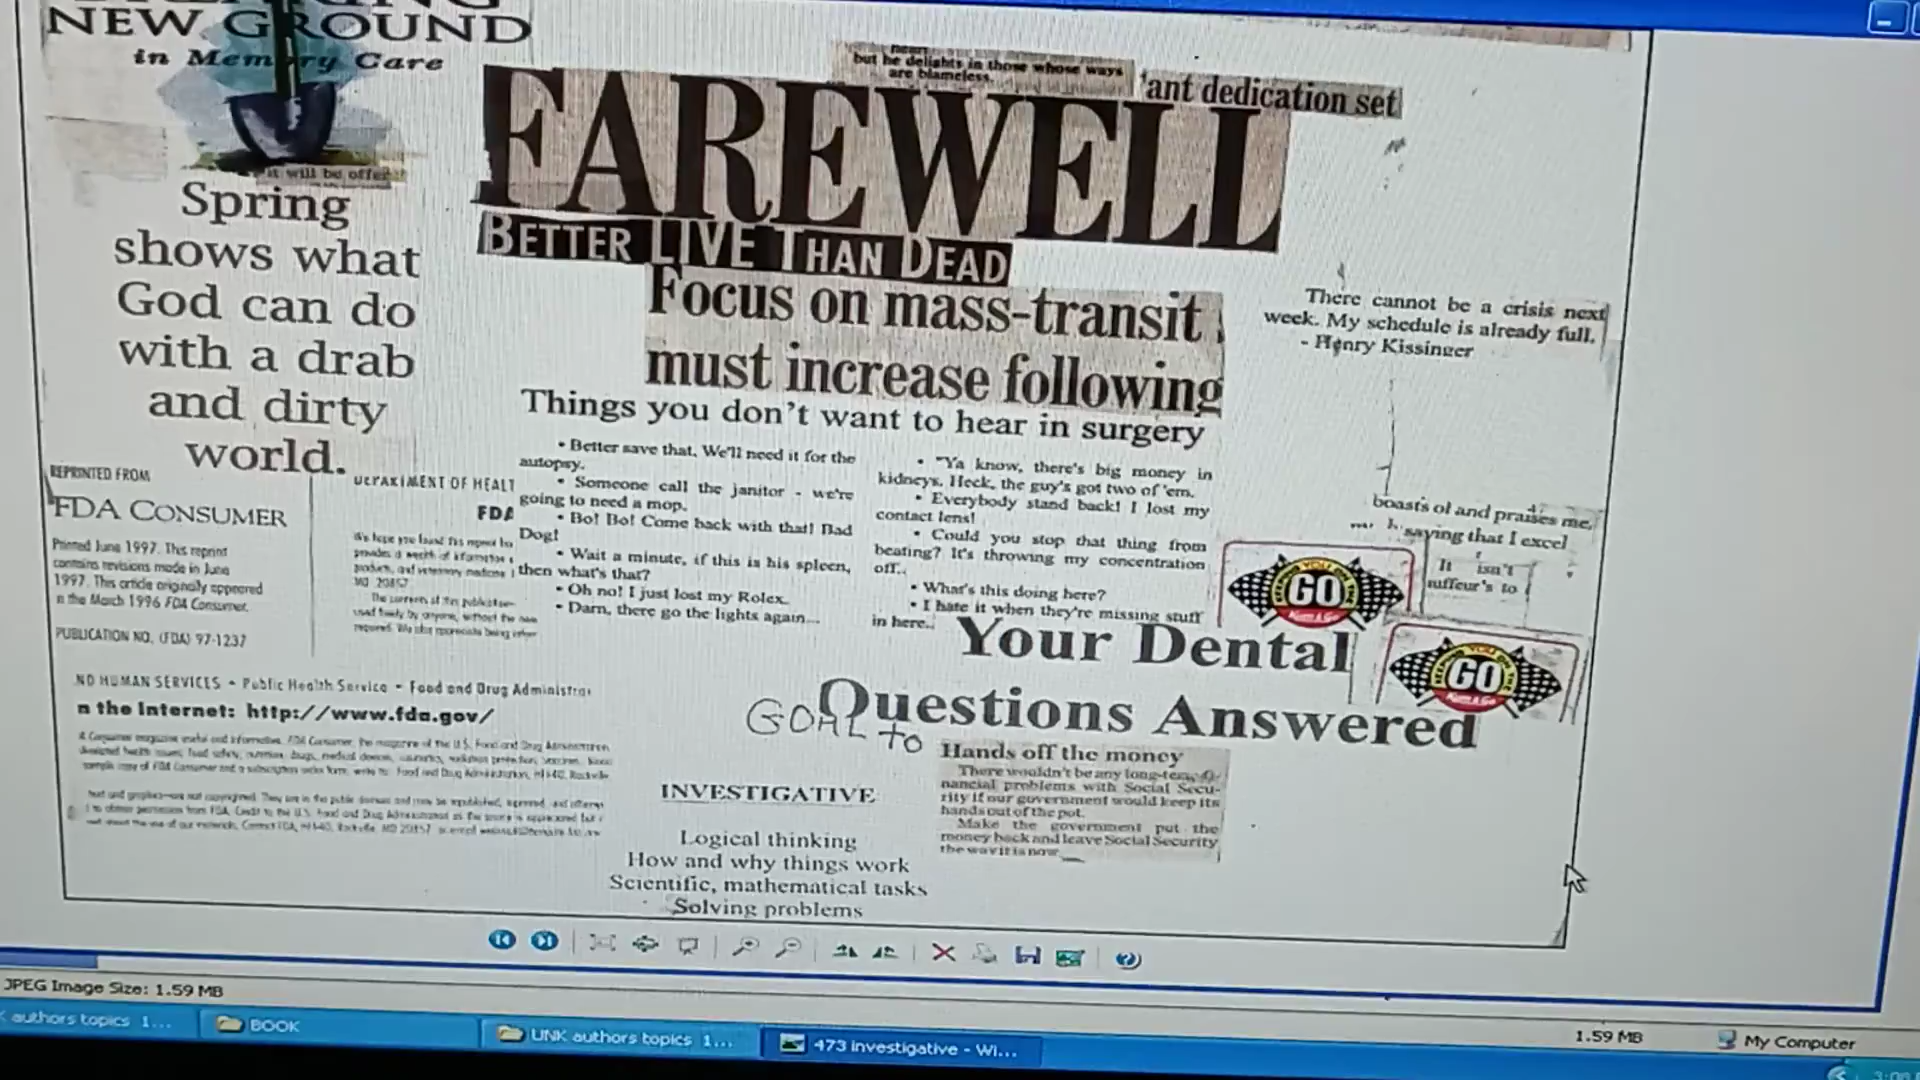 NEW GROUND
in Memory Care
it will be offer
Spring
shows what
God can do
with a drab
and dirty
world.
but he delights in those whose ways
are blameless.
'ant dedication set
FAREWELL
BETTER LIVE THAN DEAD
Focus on mass-transit
must increase following
There cannot be a crisis next
week. My schedule is already full.
- Henry Kissinger
Things you don't want to hear in surgery
• Better save that. We'll need it for the
autopsy.
• Someone call the janitor - we're
going to need a mop.
• Bo! Bo! Come back with that! Bad
Dog!
• Wait a minute, if this is his spleen,
then what's that?
• Oh no! I just lost my Rolex.
• Darn, there go the lights again...
• "Ya know, there's big money in
kidneys. Heck, the guy's got two of 'em.
• Everybody stand back! I lost my
contact lens!
• Could you stop that thing from
beating? It's throwing my concentration
off..
• What's this doing here?
• I hate it when they're missing stuff
in here..
boasts of and praises me,
saying that I excel
It isn't
uffeur's to
REPRINTED FROM
FDA CONSUMER
Printed June 1997. This reprint
contains revisions made in June
1997. This article originally appeared
in the March 1996 FDA Consumer.
PUBLICATION NO. (FDA) 97-1237
DEPARTMENT OF HEALT
FDA
GO
GO
Your Dental
Questions Answered
GOAL to
ND HUMAN SERVICES • Public Health Service • Food and Drug Administra
n the Internet: http://www.fda.gov/
Hands off the money
There wouldn't be any long-term fi-
nancial problems with Social Secu-
rity if our government would keep its
hands out of the pot.
Make the government put the
money back and leave Social Security
the way it is now.
INVESTIGATIVE
Logical thinking
How and why things work
Scientific, mathematical tasks
Solving problems
JPEG Image Size: 1.59 MB
1.59 MB
My Computer
authors topics 1...
BOOK
UNK authors topics 1...
473 investigative - Wi...